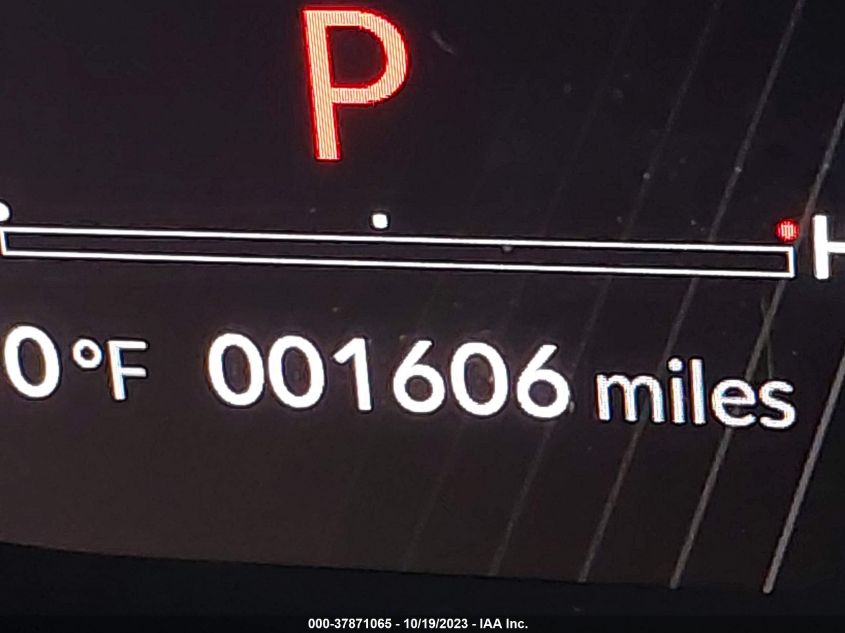 P
H
0°F 001606 miles
000-37871065 - 10/19/2023 - IAA Inc.